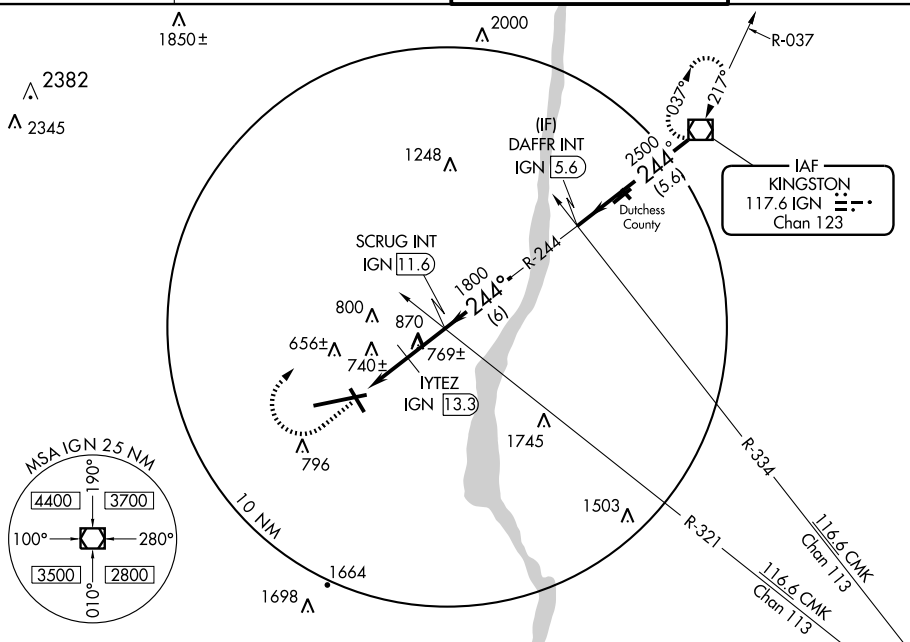 1850±
2000
R-037
2382
2345
037°
217°
(IF)
DAFFR INT
IGN 5.6
1248
2500
244°
(5.6)
IAF
KINGSTON
117.6 IGN
Chan 123
Dutchess
County
SCRUG INT
IGN 11.6
R-244
1800
244°
(6)
800
870
656±
740±
769±
IYTEZ
IGN 13.3
1745
796
R-334
MSA IGN 25 NM
190°
4400
3700
100°
280°
3500
2800
010°
10 NM
1503
R-321
116.6 CMK
Chan 113
116.6 CMK
Chan 113
1664
1698